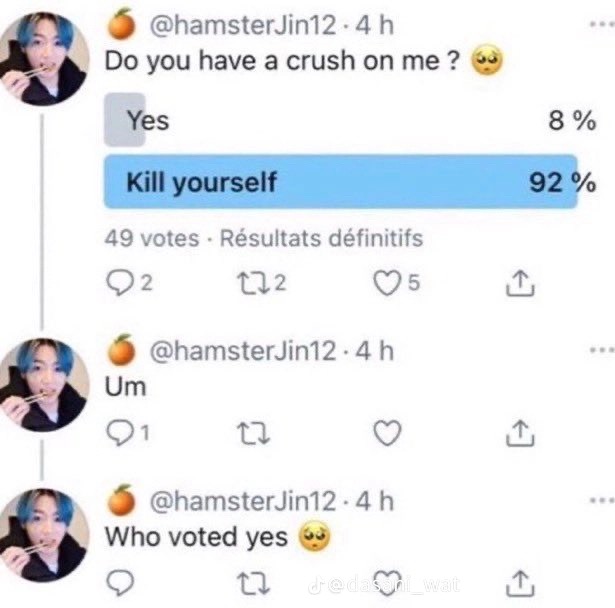 🍊 @hamsterJin12 · 4 h
Do you have a crush on me ? 🥺
Yes 8 %
Kill yourself 92 %
49 votes · Résultats définitifs
2 2 5
🍊 @hamsterJin12 · 4 h
Um
1
🍊 @hamsterJin12 · 4 h
Who voted yes 🥺